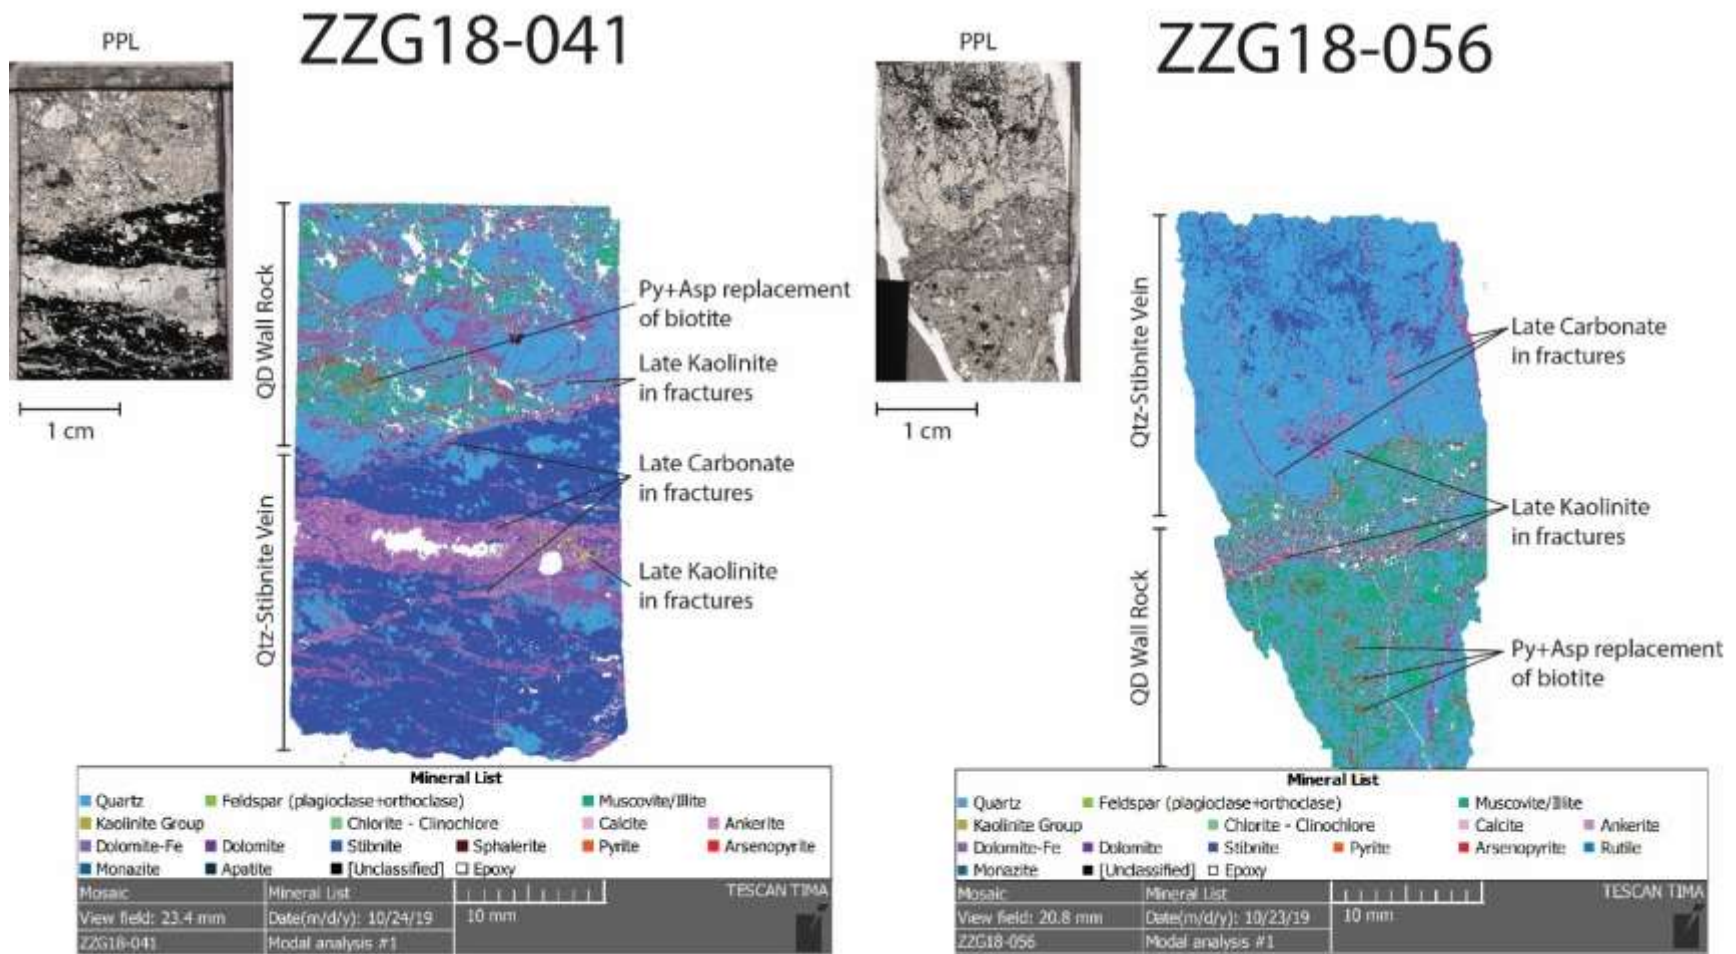 ZZG18-041
PPL
1 cm
QD Wall Rock
Qtz-Stibnite Vein
Py+Asp replacement
of biotite
Late Kaolinite
in fractures
Late Carbonate
in fractures
Late Kaolinite
in fractures
Mineral List
Quartz Feldspar (plagioclase+orthoclase) Muscovite/Illite
Kaolinite Group Chlorite - Clinochlore Calcite Ankerite
Dolomite-Fe Dolomite Stibnite Sphalerite Pyrite Arsenopyrite
Monazite Apatite [Unclassified] Epoxy
Mosaic Mineral List TESCAN TIMA
View field: 23.4 mm Date(m/d/y): 10/24/19 10 mm
ZZG18-041 Modal analysis #1
ZZG18-056
PPL
1 cm
Qtz-Stibnite Vein
QD Wall Rock
Late Carbonate
in fractures
Late Kaolinite
in fractures
Py+Asp replacement
of biotite
Mineral List
Quartz Feldspar (plagioclase+orthoclase) Muscovite/Illite
Kaolinite Group Chlorite - Clinochlore Calcite Ankerite
Dolomite-Fe Dolomite Stibnite Pyrite Arsenopyrite Rutile
Monazite [Unclassified] Epoxy
Mosaic Mineral List TESCAN TIMA
View field: 20.8 mm Date(m/d/y): 10/23/19 10 mm
ZZG18-056 Modal analysis #1